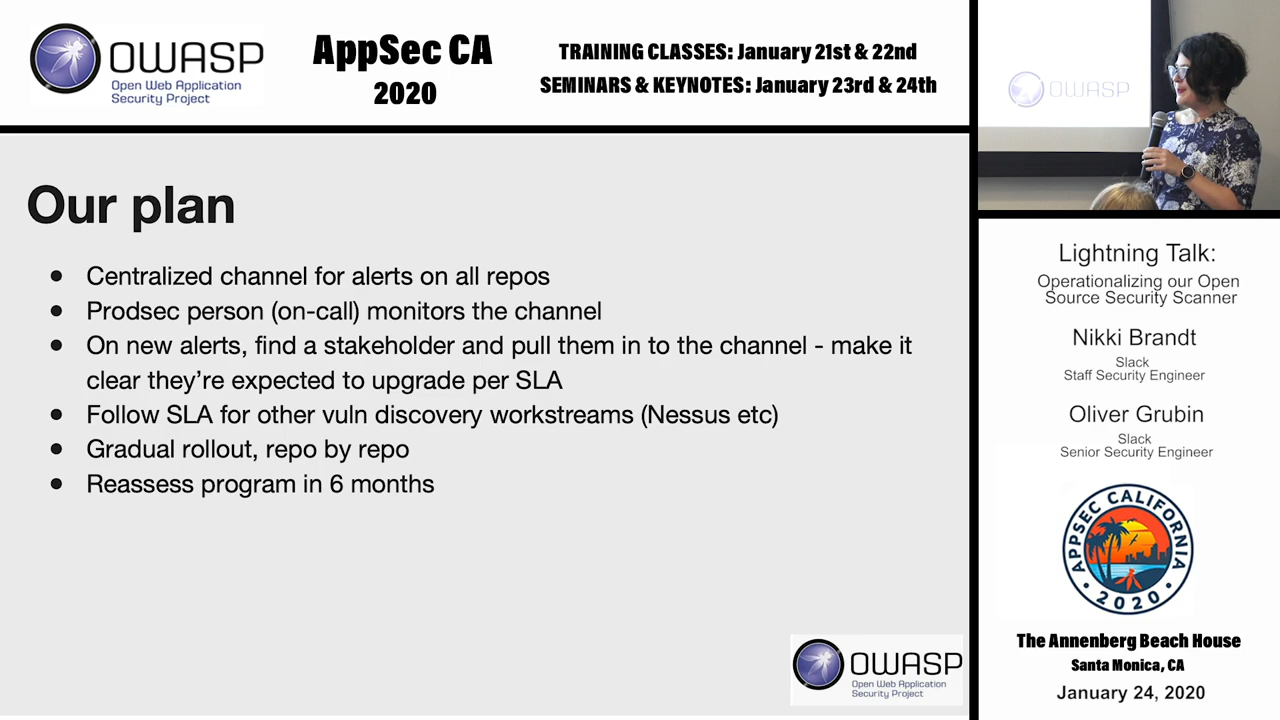 OWASP
Open Web Application
Security Project
AppSec CA
2020
TRAINING CLASSES: January 21st & 22nd
SEMINARS & KEYNOTES: January 23rd & 24th
OWASP
Our plan
● Centralized channel for alerts on all repos
● Prodsec person (on-call) monitors the channel
● On new alerts, find a stakeholder and pull them in to the channel - make it
clear they're expected to upgrade per SLA
● Follow SLA for other vuln discovery workstreams (Nessus etc)
● Gradual rollout, repo by repo
● Reassess program in 6 months
OWASP
Open Web Application
Security Project
Lightning Talk:
Operationalizing our Open
Source Security Scanner
Nikki Brandt
Slack
Staff Security Engineer
Oliver Grubin
Slack
Senior Security Engineer
APPSEC CALIFORNIA
• 2020 •
The Annenberg Beach House
Santa Monica, CA
January 24, 2020